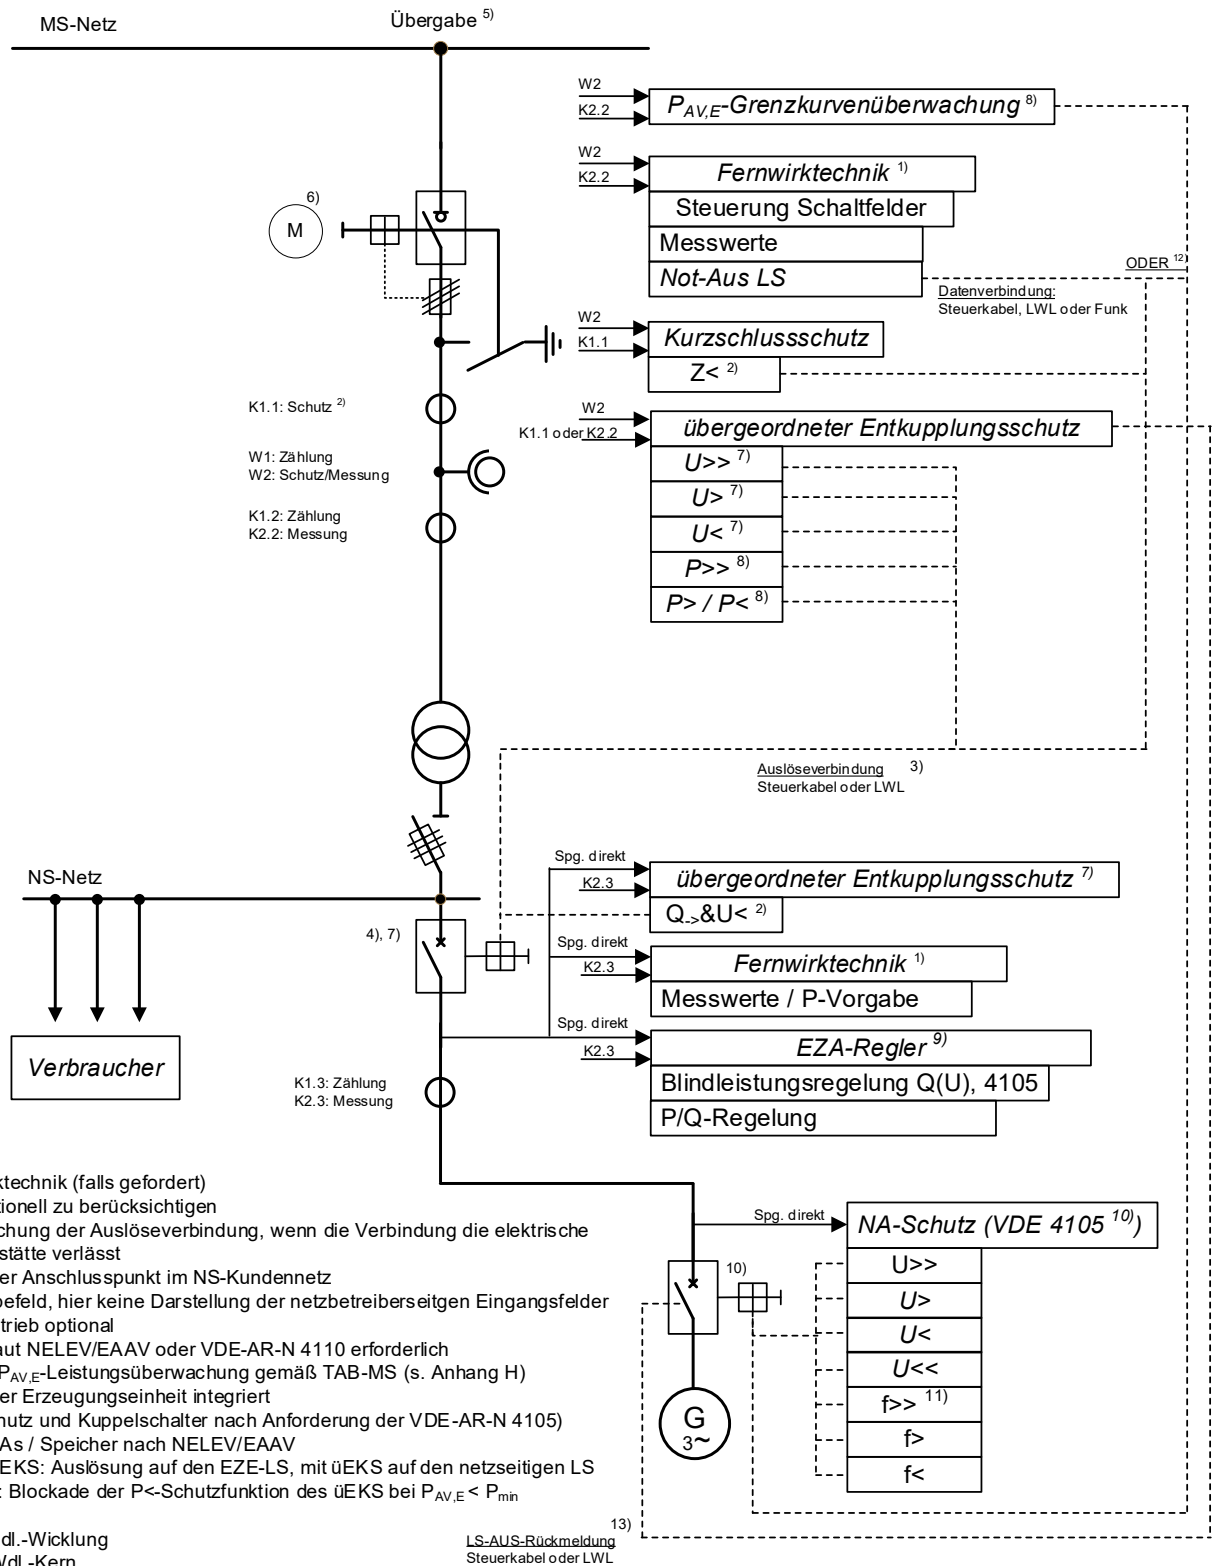 MS-Netz
Übergabe 5)
W2
K2.2
PAV,E-Grenzkurvenüberwachung 8)
W2
K2.2
Fernwirktechnik 1)
Steuerung Schaltfelder
Messwerte
Not-Aus LS
ODER 12)
Datenverbindung:
Steuerkabel, LWL oder Funk
6)
M
W2
K1.1
Kurzschlussschutz
Z< 2)
K1.1: Schutz 2)
W1: Zählung
W2: Schutz/Messung
K1.2: Zählung
K2.2: Messung
W2
K1.1 oder K2.2
übergeordneter Entkupplungsschutz
U>> 7)
U> 7)
U< 7)
P>> 8)
P> / P< 8)
Auslöseverbindung 3)
Steuerkabel oder LWL
NS-Netz
4), 7)
Verbraucher
Spg. direkt
K2.3
übergeordneter Entkupplungsschutz 7)
Q->&U< 2)
Spg. direkt
K2.3
Fernwirktechnik 1)
Messwerte / P-Vorgabe
Spg. direkt
K2.3
EZA-Regler 9)
Blindleistungsregelung Q(U), 4105
P/Q-Regelung
K1.3: Zählung
K2.3: Messung
Spg. direkt
NA-Schutz (VDE 4105 10))
U>>
U>
U<
U<<
f>> 11)
f>
f<
10)
G
3~
ktechnik (falls gefordert)
tionell zu berücksichtigen
chung der Auslöseverbindung, wenn die Verbindung die elektrische
stätte verlässt
er Anschlusspunkt im NS-Kundennetz
befeld, hier keine Darstellung der netzbetreiberseitgen Eingangsfelder
trieb optional
aut NELEV/EAAV oder VDE-AR-N 4110 erforderlich
PAV,E-Leistungsüberwachung gemäß TAB-MS (s. Anhang H)
er Erzeugungseinheit integriert
hutz und Kuppelschalter nach Anforderung der VDE-AR-N 4105)
As / Speicher nach NELEV/EAAV
EKS: Auslösung auf den EZE-LS, mit üEKS auf den netzseitigen LS
: Blockade der P<-Schutzfunktion des üEKS bei PAV,E < Pmin
dl.-Wicklung
Wdl.-Kern
LS-AUS-Rückmeldung 13)
Steuerkabel oder LWL